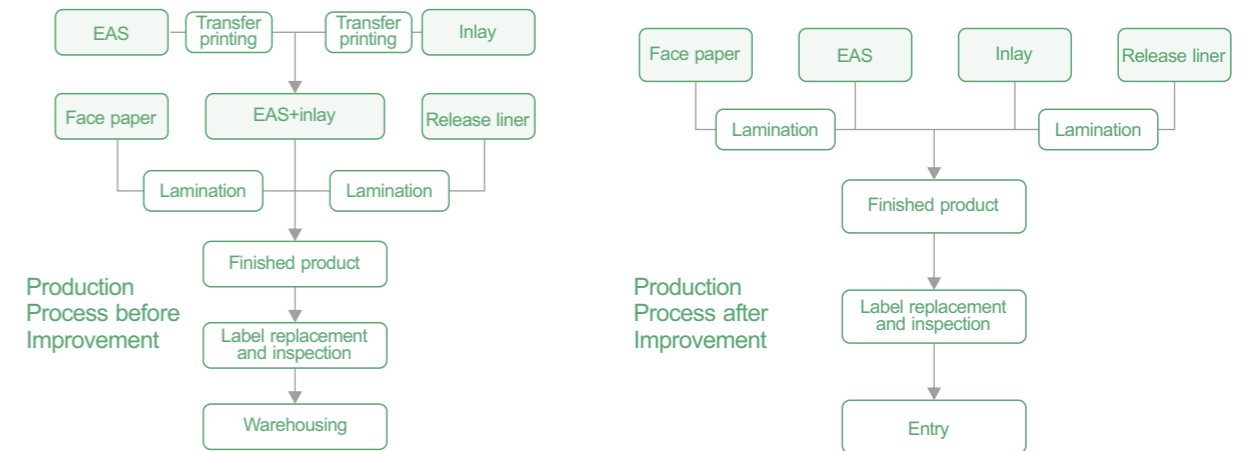 EAS
Transfer
printing
Transfer
printing
Inlay
Face paper
EAS+inlay
Release liner
Lamination
Lamination
Finished product
Production
Process before
Improvement
Label replacement
and inspection
Warehousing
Face paper
EAS
Inlay
Release liner
Lamination
Lamination
Finished product
Production
Process after
Improvement
Label replacement
and inspection
Entry